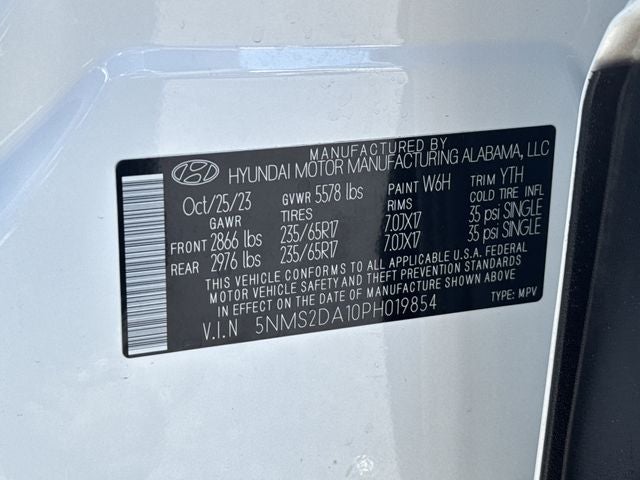 MANUFACTURED BY
HYUNDAI MOTOR MANUFACTURING ALABAMA, LLC
Oct/25/23 GVWR 5578 lbs PAINT W6H TRIM YTH
GAWR TIRES RIMS COLD TIRE INFL
FRONT 2866 lbs 235/65R17 7.0JX17 35 psi SINGLE
REAR 2976 lbs 235/65R17 7.0JX17 35 psi SINGLE
THIS VEHICLE CONFORMS TO ALL APPLICABLE U.S.A. FEDERAL
MOTOR VEHICLE SAFETY AND THEFT PREVENTION STANDARDS
IN EFFECT ON THE DATE OF MANUFACTURE SHOWN ABOVE
V.I.N 5NMS2DA10PH019854 TYPE: MPV